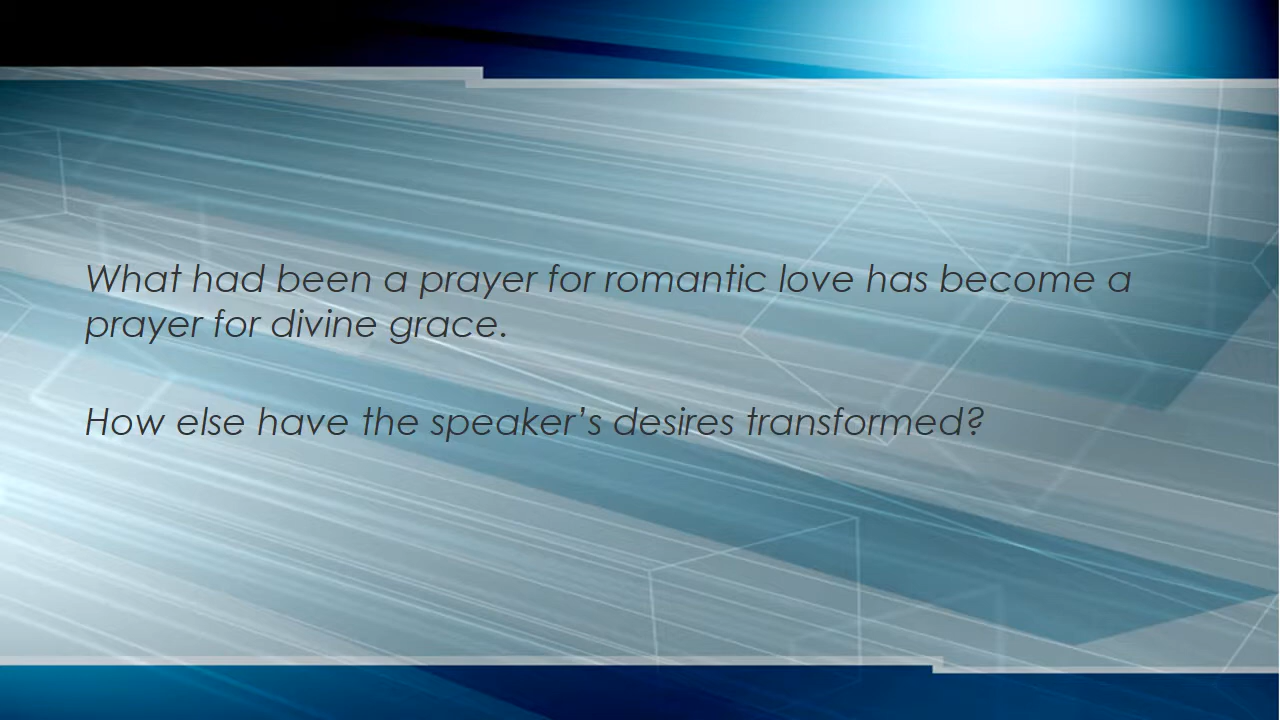 What had been a prayer for romantic love has become a
prayer for divine grace.
How else have the speaker’s desires transformed?